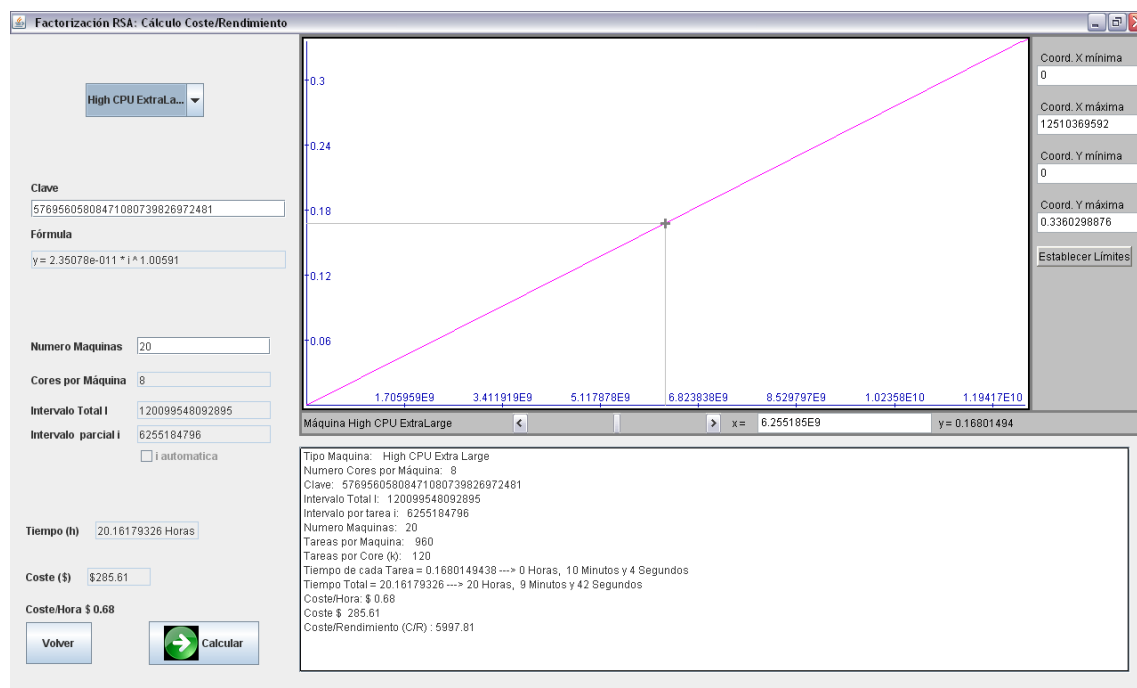 Factorización RSA: Cálculo Coste/Rendimiento
High CPU ExtraLa...
Clave
5769560580847108073982697​2481
Fórmula
y = 2.35078e-011 * i ^ 1.00591
Numero Maquinas 20
Cores por Máquina 8
Intervalo Total I 120099548092895
Intervalo parcial i 6255184796
i automatica
Tiempo (h) 20.16179326 Horas
Coste ($) $285.61
Coste/Hora $ 0.68
Volver
Calcular
0.3
0.24
0.18
0.12
0.06
1.705959E9 3.411919E9 5.117878E9 6.823838E9 8.529797E9 1.02358E10 1.19417E10
Máquina High CPU ExtraLarge x = 6.255185E9 y = 0.16801494
Coord. X mínima
0
Coord. X máxima
12510369592
Coord. Y mínima
0
Coord. Y máxima
0.3360298876
Establecer Límites
Tipo Maquina: High CPU Extra Large
Numero Cores por Máquina: 8
Clave: 57695605808471080739826972481
Intervalo Total I: 120099548092895
Intervalo por tarea i: 6255184796
Numero Maquinas: 20
Tareas por Maquina: 960
Tareas por Core (k): 120
Tiempo de cada Tarea = 0.1680149438 ---> 0 Horas, 10 Minutos y 4 Segundos
Tiempo Total = 20.16179326 ---> 20 Horas, 9 Minutos y 42 Segundos
Coste/Hora: $ 0.68
Coste $ 285.61
Coste/Rendimiento (C/R) : 5997.81